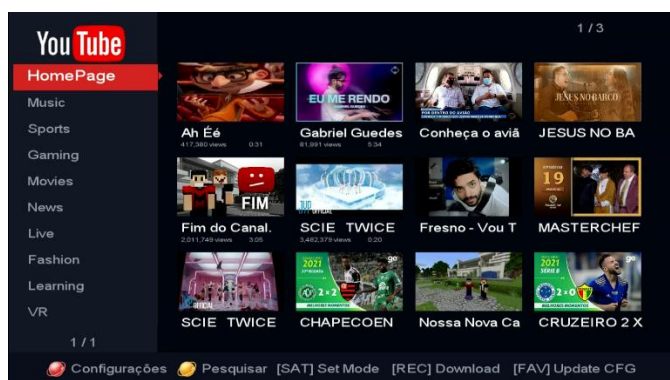 1 / 3
YouTube
HomePage
Music
Sports
Gaming
Movies
News
Live
Fashion
Learning
VR
1 / 1
EU ME RENDO
JESUS NO BARCO
Ah Éé
Gabriel Guedes
Conheça o aviã
JESUS NO BA
417,380 views 0:31
81,991 views 5:34
FIM
19
Fim do Canal.
SCIE TWICE
Fresno - Vou T
MASTERCHEF
2,011,749 views 3:05
3,482,379 views 0:20
2021
2 x 2
2021
SÉRIE B
2 x 0
SCIE TWICE
CHAPECOEN
Nossa Nova Ca
CRUZEIRO 2 X
Configurações
Pesquisar
[SAT] Set Mode
[REC] Download
[FAV] Update CFG